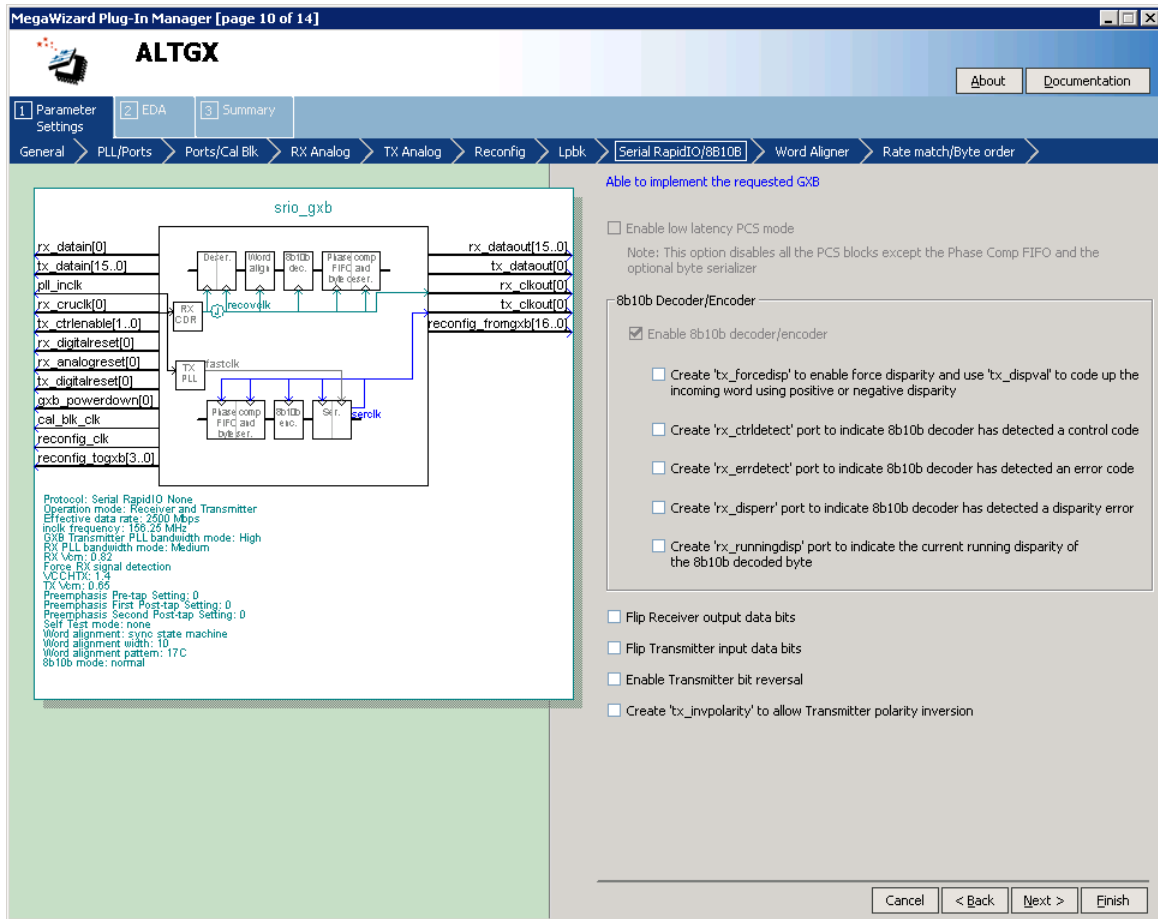 MegaWizard Plug-In Manager [page 10 of 14]
ALTGX
About
Documentation
1 Parameter Settings
2 EDA
3 Summary
General
PLL/Ports
Ports/Cal Blk
RX Analog
TX Analog
Reconfig
Lpbk
Serial RapidIO/8B10B
Word Aligner
Rate match/Byte order
srio_gxb
rx_datain[0]
tx_datain[15..0]
pll_inclk
rx_cruclk[0]
tx_ctrlenable[1..0]
rx_digitalreset[0]
rx_analogreset[0]
tx_digitalreset[0]
gxb_powerdown[0]
cal_blk_clk
reconfig_clk
reconfig_togxb[3..0]
Deser.
Word align
8b10b dec.
Phase comp FIFO and byte deser.
RX CDR
recovclk
TX PLL
fastclk
Phase comp FIFO and byte ser.
8b10b enc.
Ser.
serclk
rx_dataout[15..0]
tx_dataout[0]
rx_clkout[0]
tx_clkout[0]
reconfig_fromgxb[16..0]
Protocol: Serial RapidIO None
Operation mode: Receiver and Transmitter
Effective data rate: 2500 Mbps
inclk frequency: 156.25 MHz
GXB Transmitter PLL bandwidth mode: High
RX PLL bandwidth mode: Medium
RX Vcm: 0.82
Force RX signal detection
VCCHTX: 1.4
TX Vcm: 0.65
Preemphasis Pre-tap Setting: 0
Preemphasis First Post-tap Setting: 0
Preemphasis Second Post-tap Setting: 0
Self Test mode: none
Word alignment: sync state machine
Word alignment width: 10
Word alignment pattern: 17C
8b10b mode: normal
Able to implement the requested GXB
Enable low latency PCS mode
Note: This option disables all the PCS blocks except the Phase Comp FIFO and the
optional byte serializer
8b10b Decoder/Encoder
Enable 8b10b decoder/encoder
Create 'tx_forcedisp' to enable force disparity and use 'tx_dispval' to code up the
incoming word using positive or negative disparity
Create 'rx_ctrldetect' port to indicate 8b10b decoder has detected a control code
Create 'rx_errdetect' port to indicate 8b10b decoder has detected an error code
Create 'rx_disperr' port to indicate 8b10b decoder has detected a disparity error
Create 'rx_runningdisp' port to indicate the current running disparity of
the 8b10b decoded byte
Flip Receiver output data bits
Flip Transmitter input data bits
Enable Transmitter bit reversal
Create 'tx_invpolarity' to allow Transmitter polarity inversion
Cancel
< Back
Next >
Finish